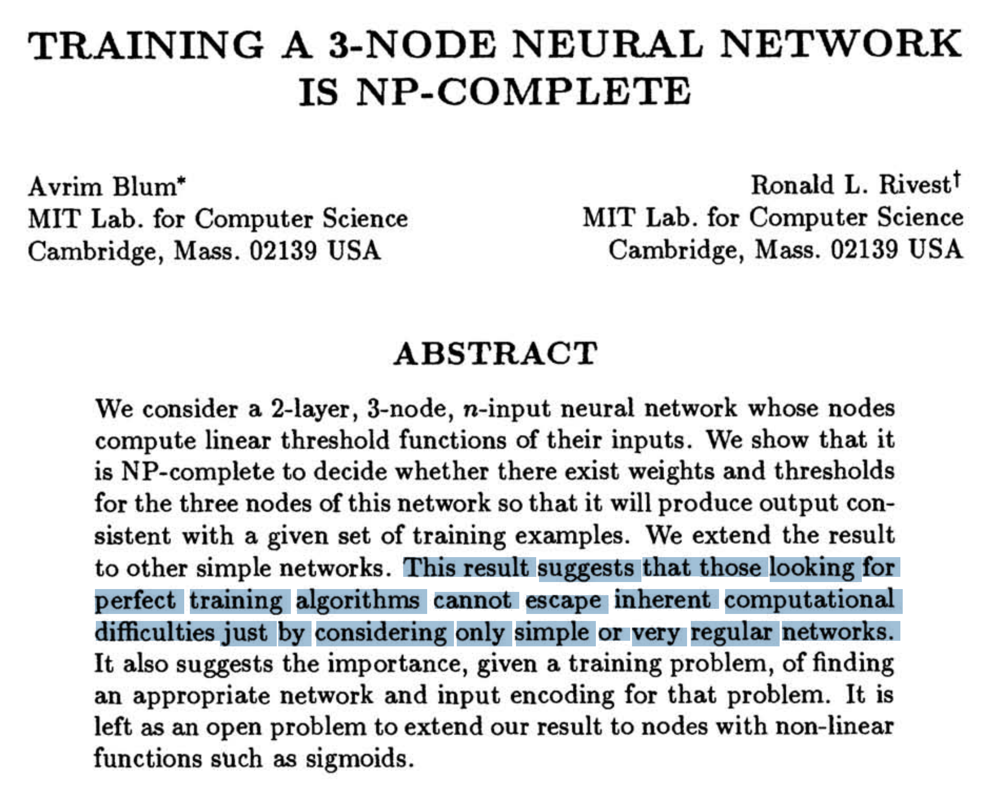 TRAINING A 3-NODE NEURAL NETWORK
IS NP-COMPLETE
Avrim Blum*
MIT Lab. for Computer Science
Cambridge, Mass. 02139 USA
Ronald L. Rivest†
MIT Lab. for Computer Science
Cambridge, Mass. 02139 USA
ABSTRACT
We consider a 2-layer, 3-node, n-input neural network whose nodes
compute linear threshold functions of their inputs. We show that it
is NP-complete to decide whether there exist weights and thresholds
for the three nodes of this network so that it will produce output con-
sistent with a given set of training examples. We extend the result
to other simple networks. This result suggests that those looking for
perfect training algorithms cannot escape inherent computational
difficulties just by considering only simple or very regular networks.
It also suggests the importance, given a training problem, of finding
an appropriate network and input encoding for that problem. It is
left as an open problem to extend our result to nodes with non-linear
functions such as sigmoids.